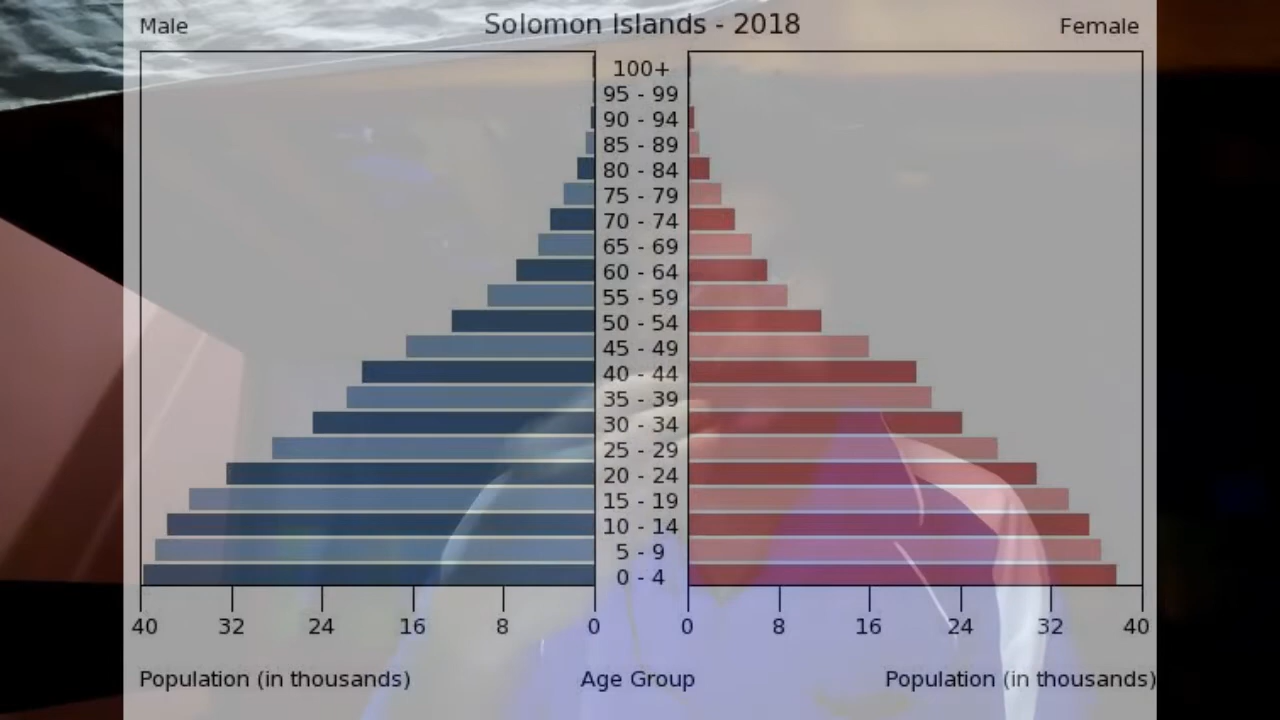 Male Solomon Islands - 2018 Female
100+
95 - 99
90 - 94
85 - 89
80 - 84
75 - 79
70 - 74
65 - 69
60 - 64
55 - 59
50 - 54
45 - 49
40 - 44
35 - 39
30 - 34
25 - 29
20 - 24
15 - 19
10 - 14
5 - 9
0 - 4
40 32 24 16 8 0 0 8 16 24 32 40
Population (in thousands) Age Group Population (in thousands)